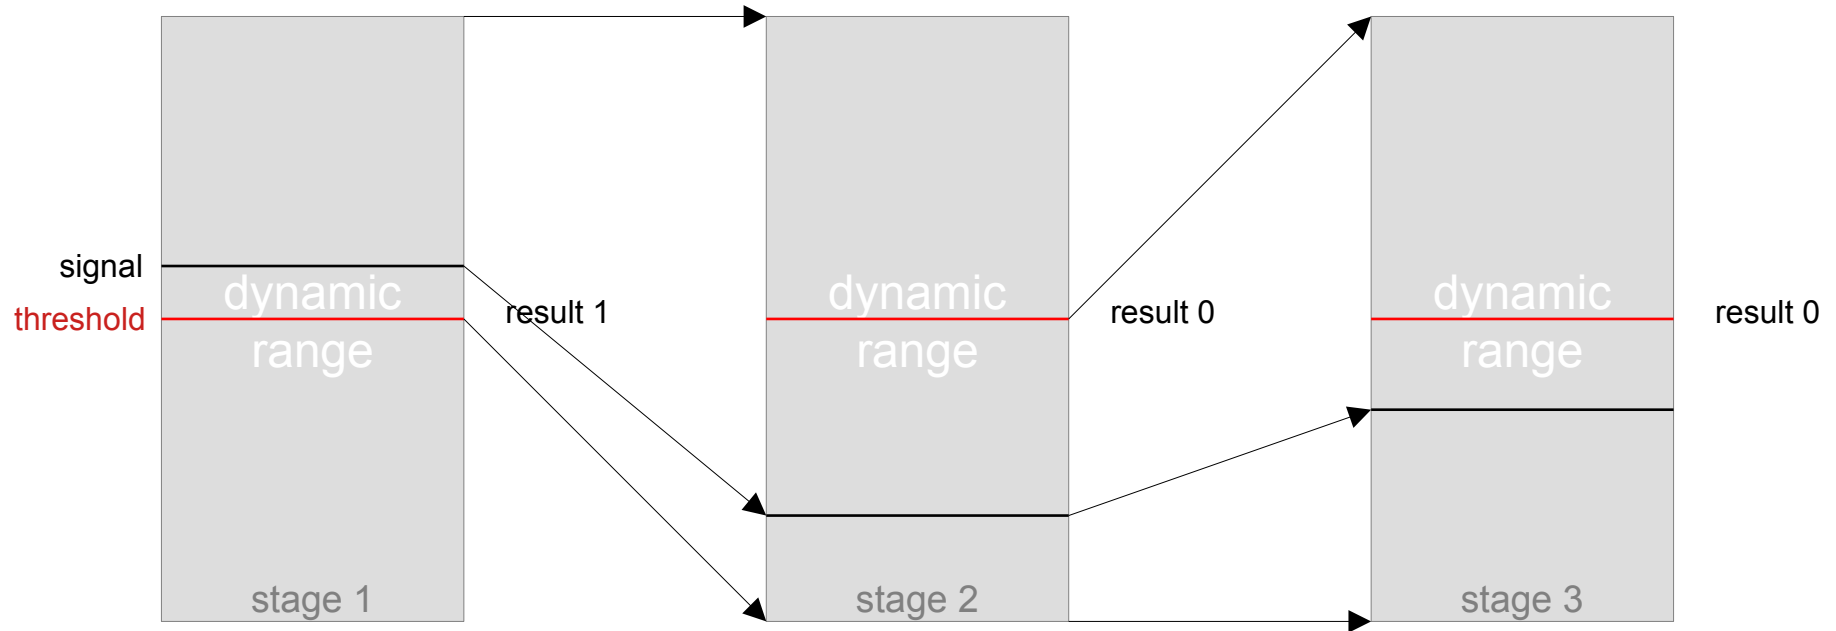 signal
threshold
dynamic
range
stage 1
result 1
dynamic
range
stage 2
result 0
dynamic
range
stage 3
result 0